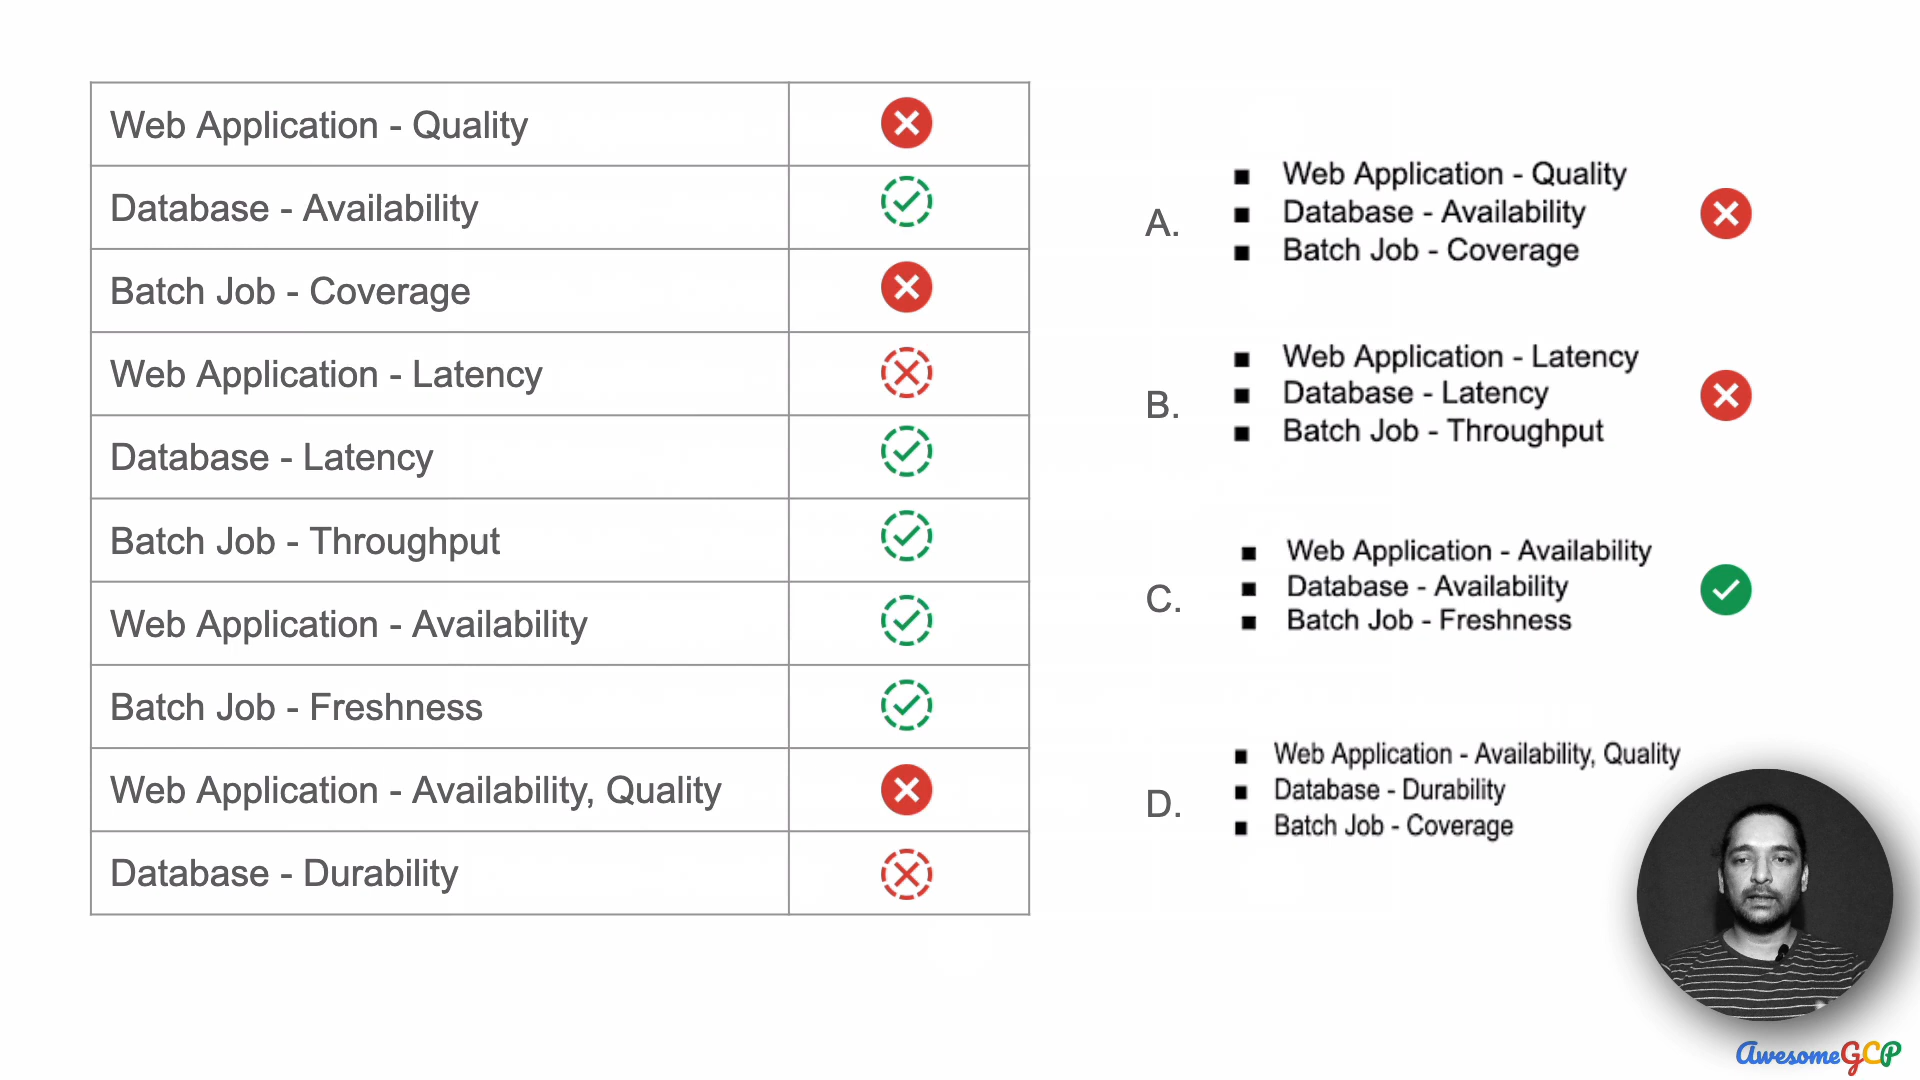 Web Application - Quality
Database - Availability
Batch Job - Coverage
Web Application - Latency
Database - Latency
Batch Job - Throughput
Web Application - Availability
Batch Job - Freshness
Web Application - Availability, Quality
Database - Durability
A.
Web Application - Quality
Database - Availability
Batch Job - Coverage
B.
Web Application - Latency
Database - Latency
Batch Job - Throughput
C.
Web Application - Availability
Database - Availability
Batch Job - Freshness
D.
Web Application - Availability, Quality
Database - Durability
Batch Job - Coverage
AwesomeGCP